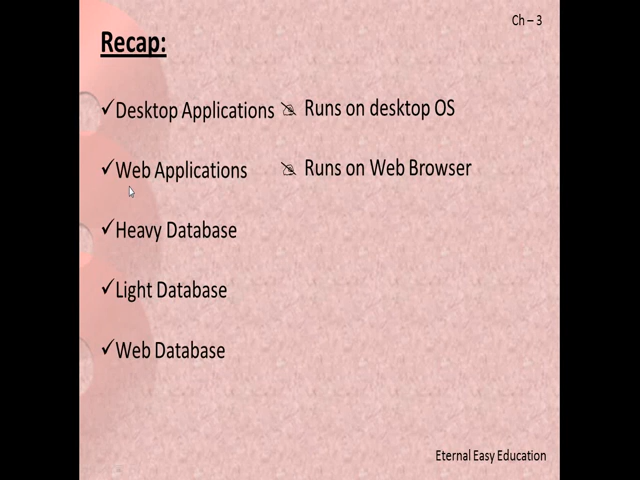 Ch – 3
Recap:
✓Desktop Applications Runs on desktop OS
✓Web Applications Runs on Web Browser
✓Heavy Database
✓Light Database
✓Web Database
Eternal Easy Education